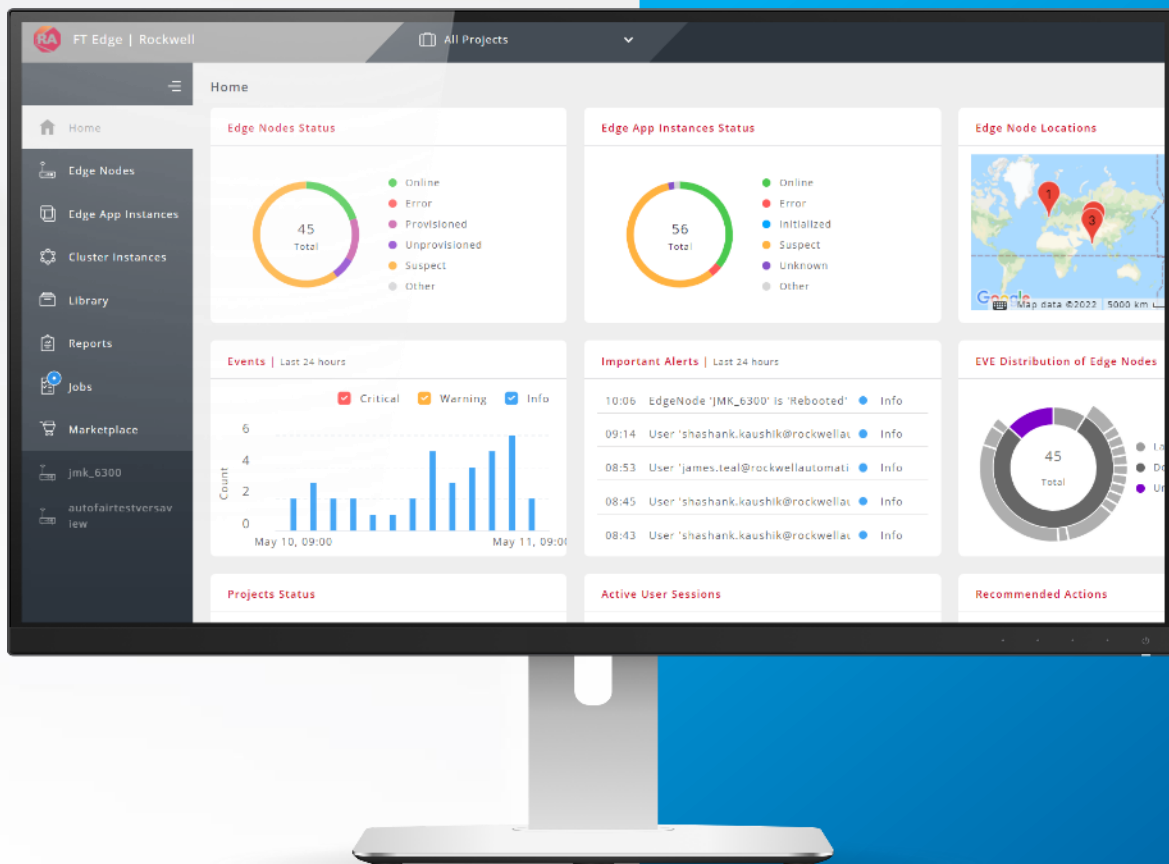 RA FT Edge | Rockwell
All Projects
Home
Home
Edge Nodes
Edge App Instances
Cluster Instances
Library
Reports
Jobs
Marketplace
jmk_6300
autofairtestversav
iew
Edge Nodes Status
45
Total
Online
Error
Provisioned
Unprovisioned
Suspect
Other
Edge App Instances Status
56
Total
Online
Error
Initialized
Suspect
Unknown
Other
Edge Node Locations
1
3
Google
Map data ©2022
5000 km
Events | Last 24 hours
Critical
Warning
Info
Count
6
4
2
0
May 10, 09:00
May 11, 09:00
Important Alerts | Last 24 hours
10:06 EdgeNode 'JMK_6300' is 'Rebooted' Info
09:14 User 'shashank.kaushik@rockwellau Info
08:53 User 'james.teal@rockwellautomati Info
08:45 User 'shashank.kaushik@rockwellau Info
08:43 User 'shashank.kaushik@rockwellau Info
EVE Distribution of Edge Nodes
45
Total
La
Do
Un
Projects Status
Active User Sessions
Recommended Actions